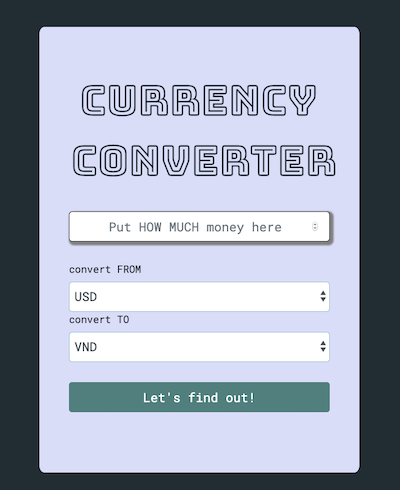 CURRENCY
CONVERTER
Put HOW MUCH money here
convert FROM
USD
convert TO
VND
Let's find out!